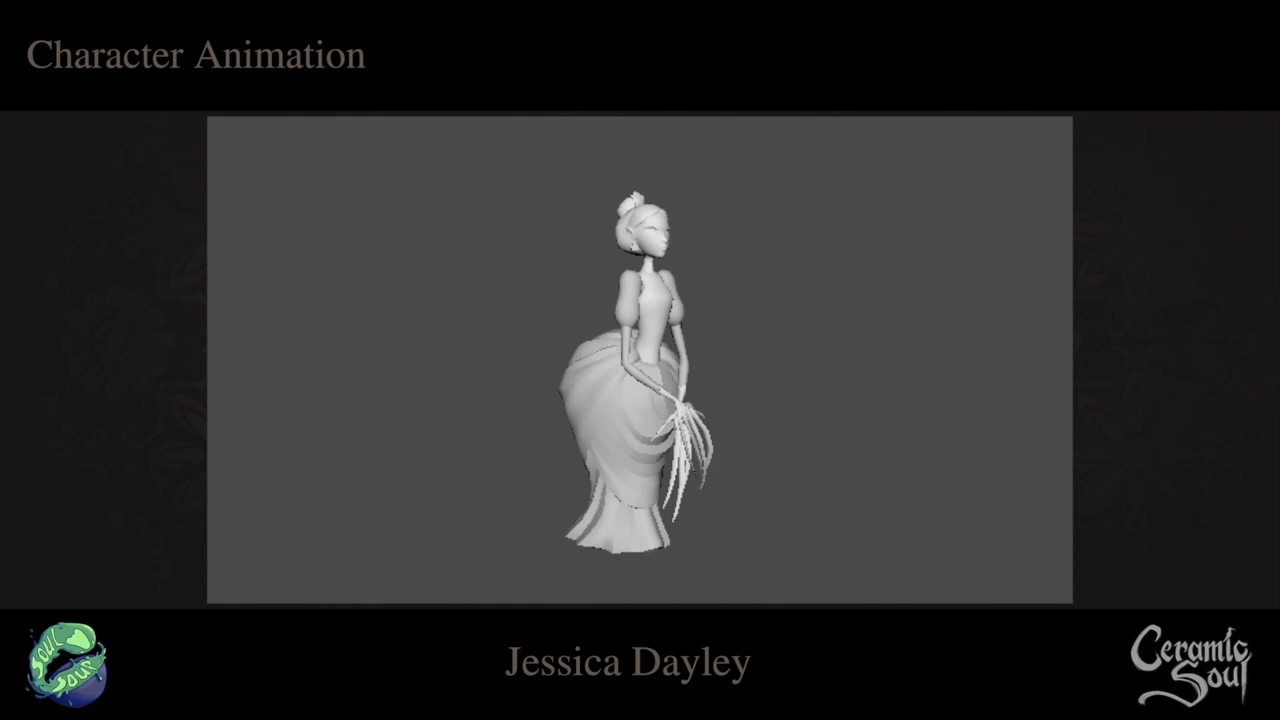 Character Animation
SOUL
SOUP
Jessica Dayley
Ceramic
Soul